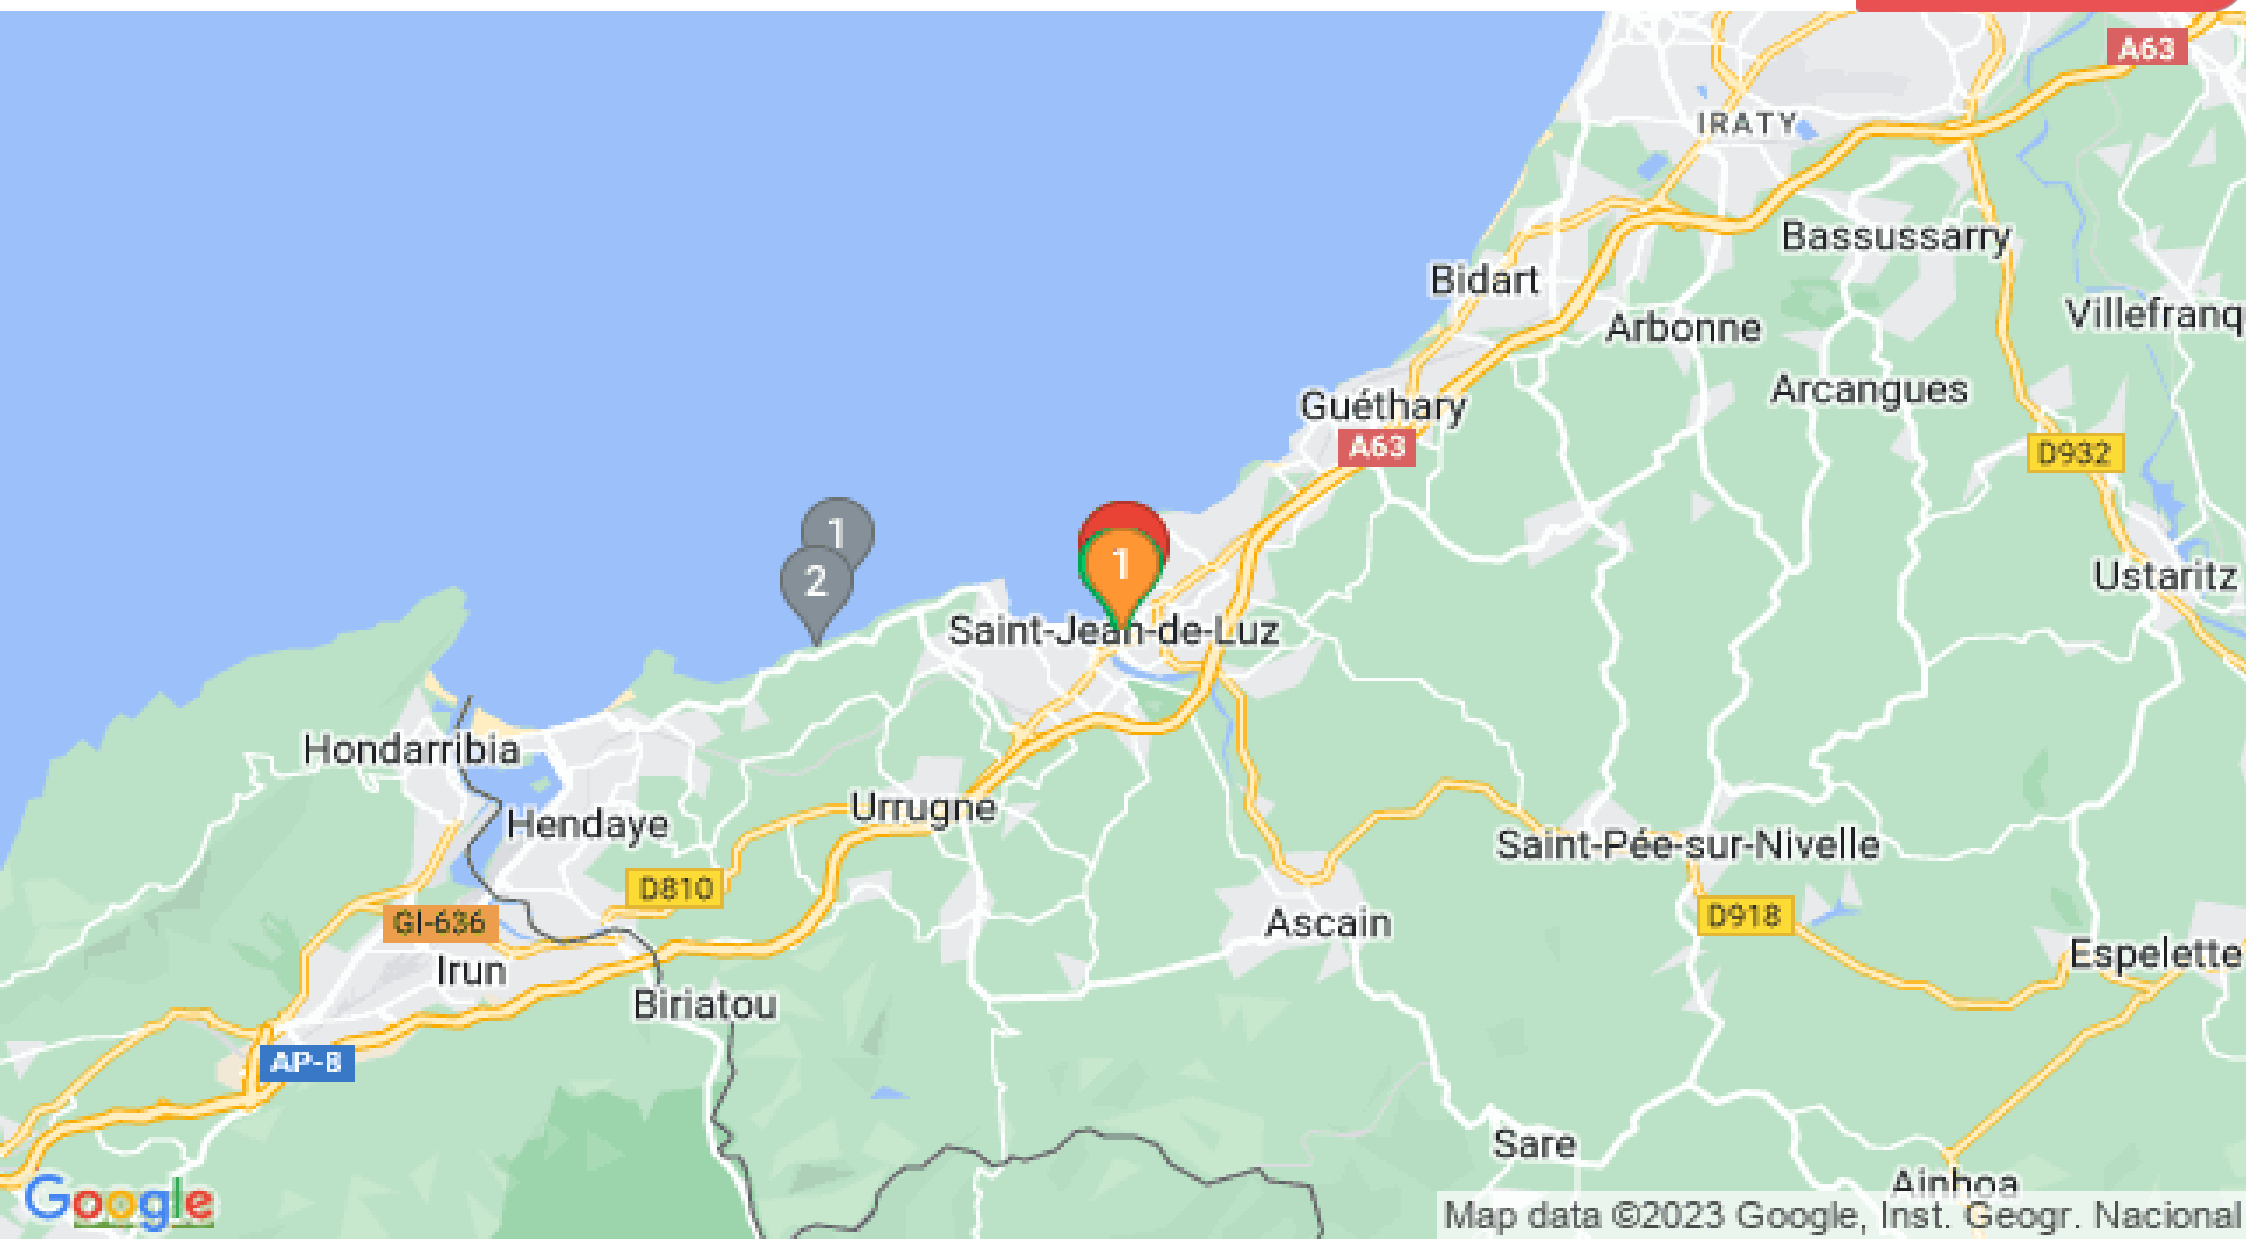 A63
IRATY
Bassussarry
Bidart
Villefranq
Arbonne
Arcangues
Guéthary
A63
D932
1
2
1
Ustaritz
Saint-Jean-de-Luz
Hondarribia
Urrugne
Hendaye
Saint-Pée-sur-Nivelle
D810
GI-636
Ascain
D918
Espelette
Irun
Biriatou
AP-8
Sare
Ainhoa
Google
Map data ©2023 Google, Inst. Geogr. Nacional